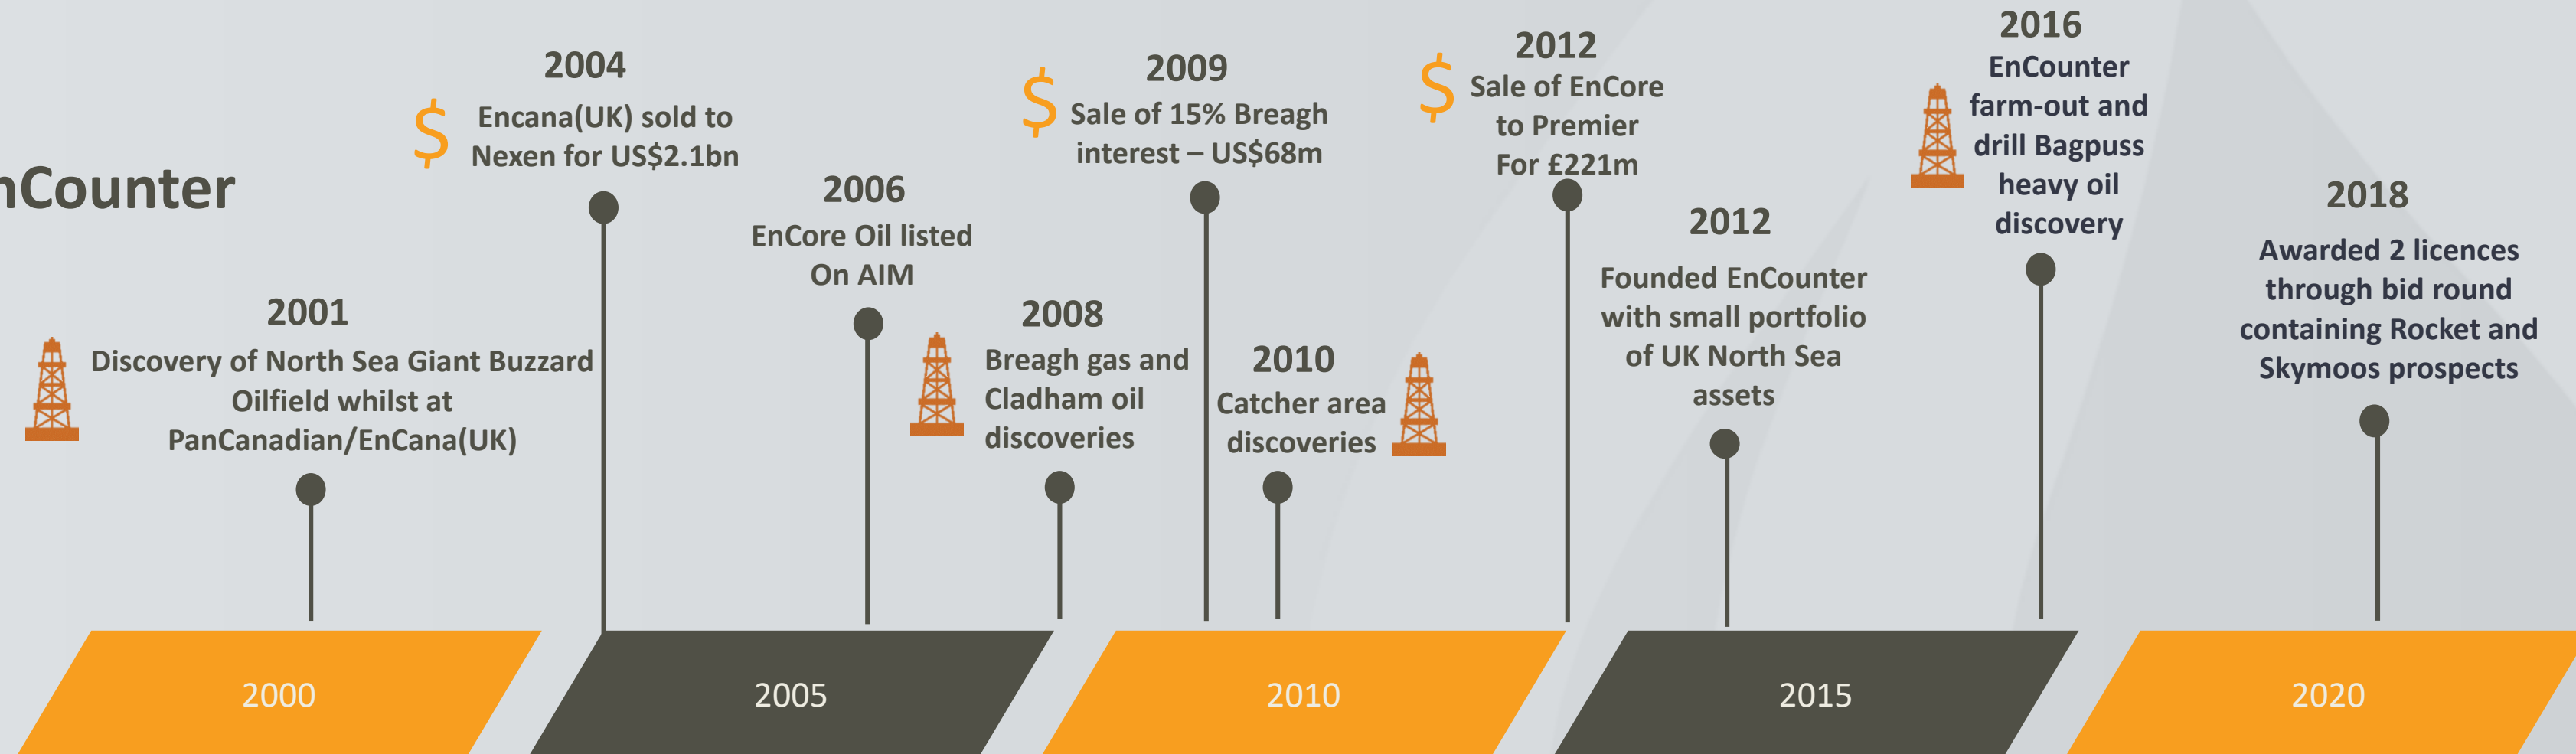 nCounter
2001
Discovery of North Sea Giant Buzzard
Oilfield whilst at
PanCanadian/EnCana(UK)
2004
$
Encana(UK) sold to
Nexen for US$2.1bn
2006
EnCore Oil listed
On AIM
2008
Breagh gas and
Cladham oil
discoveries
2009
$
Sale of 15% Breagh
interest – US$68m
2010
Catcher area
discoveries
2012
$
Sale of EnCore
to Premier
For £221m
2012
Founded EnCounter
with small portfolio
of UK North Sea
assets
2016
EnCounter
farm-out and
drill Bagpuss
heavy oil
discovery
2018
Awarded 2 licences
through bid round
containing Rocket and
Skymoos prospects
2000
2005
2010
2015
2020